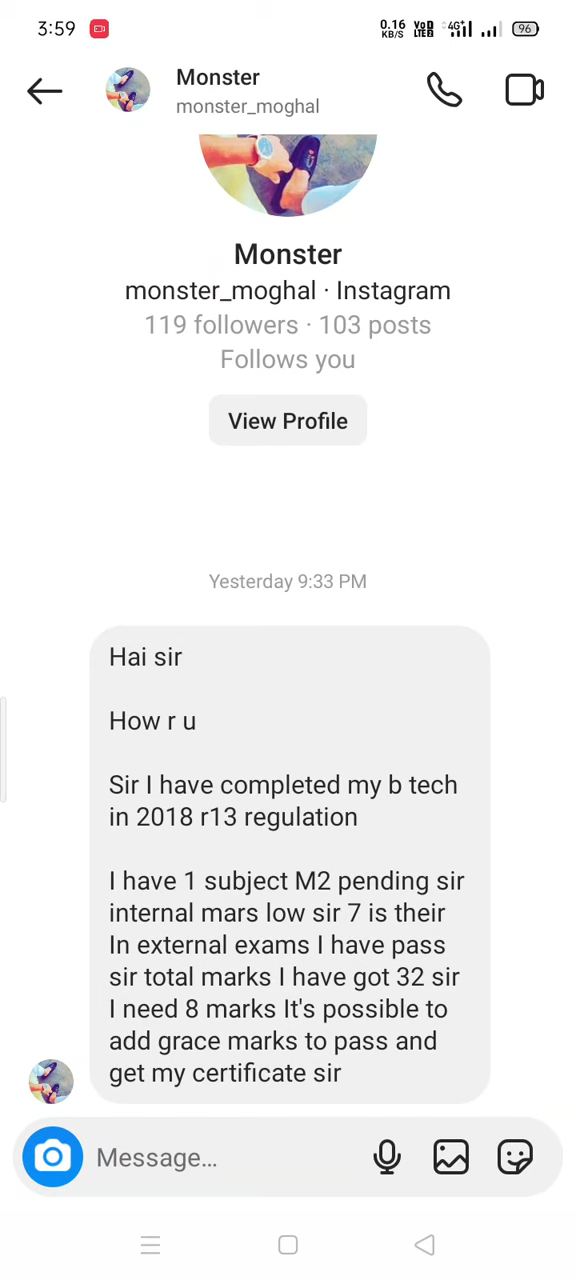 3:59
0.16
KB/S
VoD
LTE2
4G+
96
Monster
monster_moghal
Monster
monster_moghal · Instagram
119 followers · 103 posts
Follows you
View Profile
Yesterday 9:33 PM
Hai sir
How r u
Sir I have completed my b tech
in 2018 r13 regulation
I have 1 subject M2 pending sir
internal mars low sir 7 is their
In external exams I have pass
sir total marks I have got 32 sir
I need 8 marks It's possible to
add grace marks to pass and
get my certificate sir
Message...